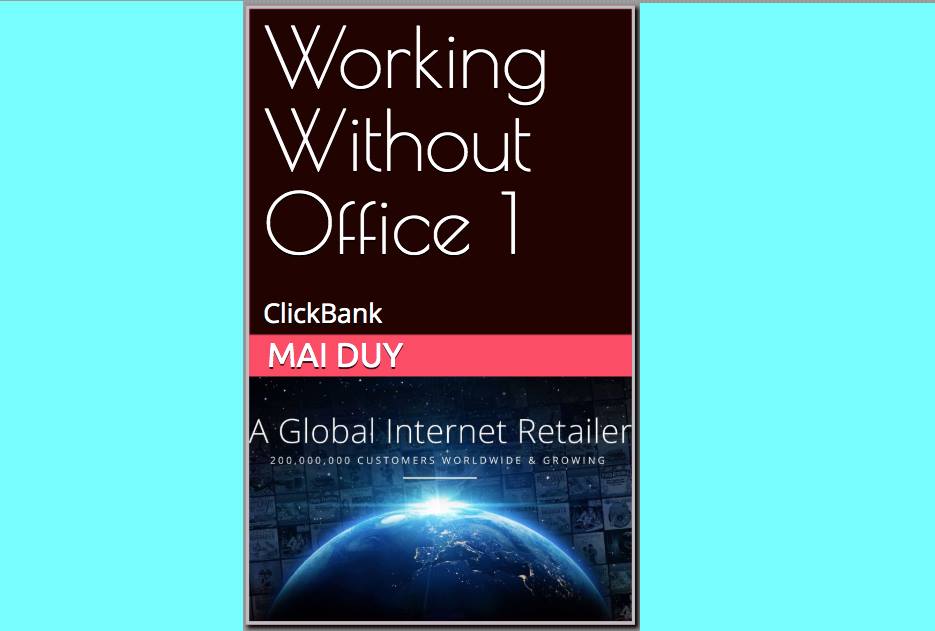 Working
Without
Office 1
ClickBank
MAI DUY
A Global Internet Retailer
200,000,000 CUSTOMERS WORLDWIDE & GROWING